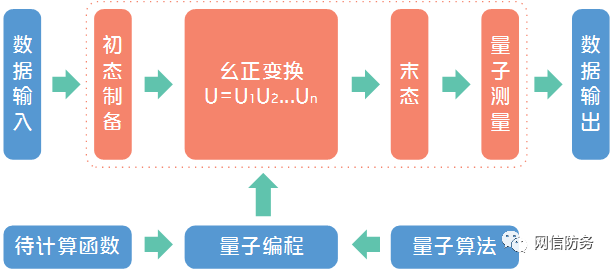 数据输入
初态制备
幺正变换
U=U₁U₂...Uₙ
末态
量子测量
数据输出
待计算函数
量子编程
量子算法
网信防务